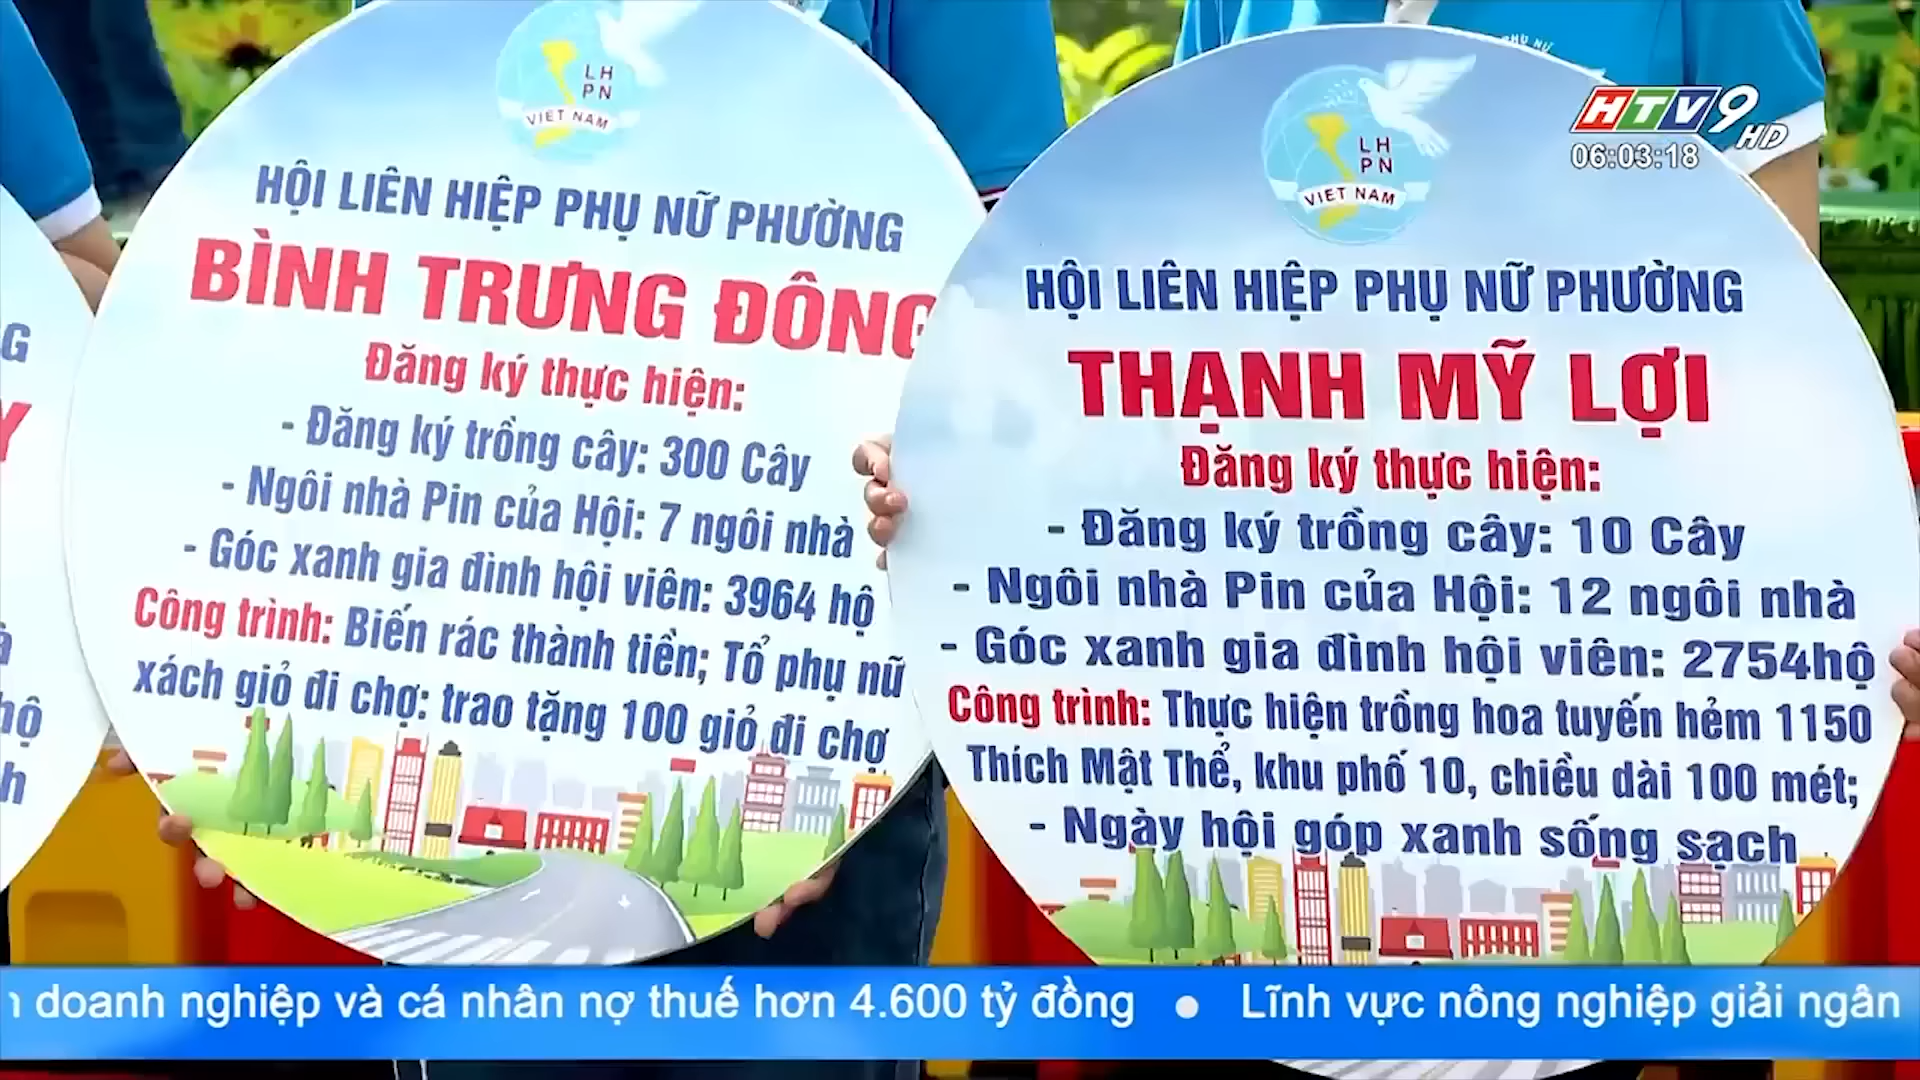 LH
PN
VIỆT NAM
HỘI LIÊN HIỆP PHỤ NỮ PHƯỜNG
BÌNH TRƯNG ĐÔNG
Đăng ký thực hiện:
- Đăng ký trồng cây: 300 Cây
- Ngôi nhà Pin của Hội: 7 ngôi nhà
- Góc xanh gia đình hội viên: 3964 hộ
Công trình: Biến rác thành tiền; Tổ phụ nữ
xách giỏ đi chợ: trao tặng 100 giỏ đi chợ
LH
PN
VIỆT NAM
HỘI LIÊN HIỆP PHỤ NỮ PHƯỜNG
THẠNH MỸ LỢI
Đăng ký thực hiện:
- Đăng ký trồng cây: 10 Cây
- Ngôi nhà Pin của Hội: 12 ngôi nhà
- Góc xanh gia đình hội viên: 2754hộ
Công trình: Thực hiện trồng hoa tuyến hẻm 1150
Thích Mật Thể, khu phố 10, chiều dài 100 mét;
- Ngày hội góp xanh sống sạch
PHỤ NỮ
HTV9 HD
06:03:18
G
Y
hộ
h
doanh nghiệp và cá nhân nợ thuế hơn 4.600 tỷ đồng • Lĩnh vực nông nghiệp giải ngân